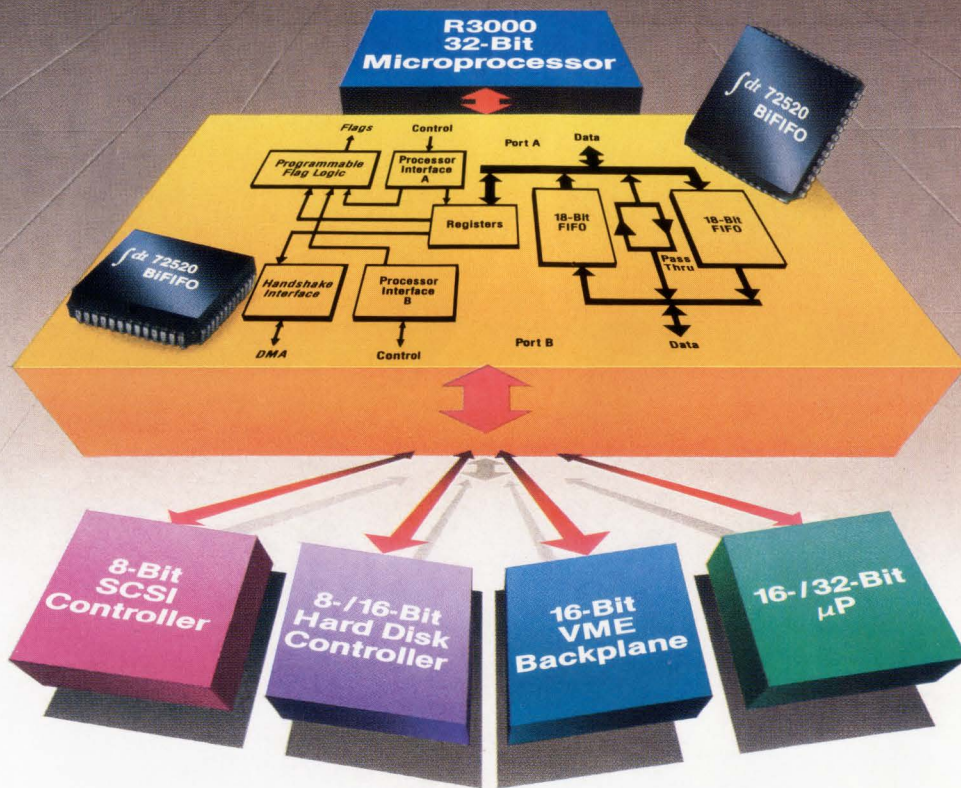 R3000
32-Bit
Microprocessor
∫dt 72520
BiFIFO
Flags
Control
Port A
Data
Programmable
Flag Logic
Processor
Interface
A
Registers
18-Bit
FIFO
Pass
Thru
18-Bit
FIFO
∫dt 72520
BiFIFO
Handshake
Interface
Processor
Interface
B
DMA
Control
Port B
Data
8-Bit
SCSI
Controller
8-/16-Bit
Hard Disk
Controller
16-Bit
VME
Backplane
16-/32-Bit
μP